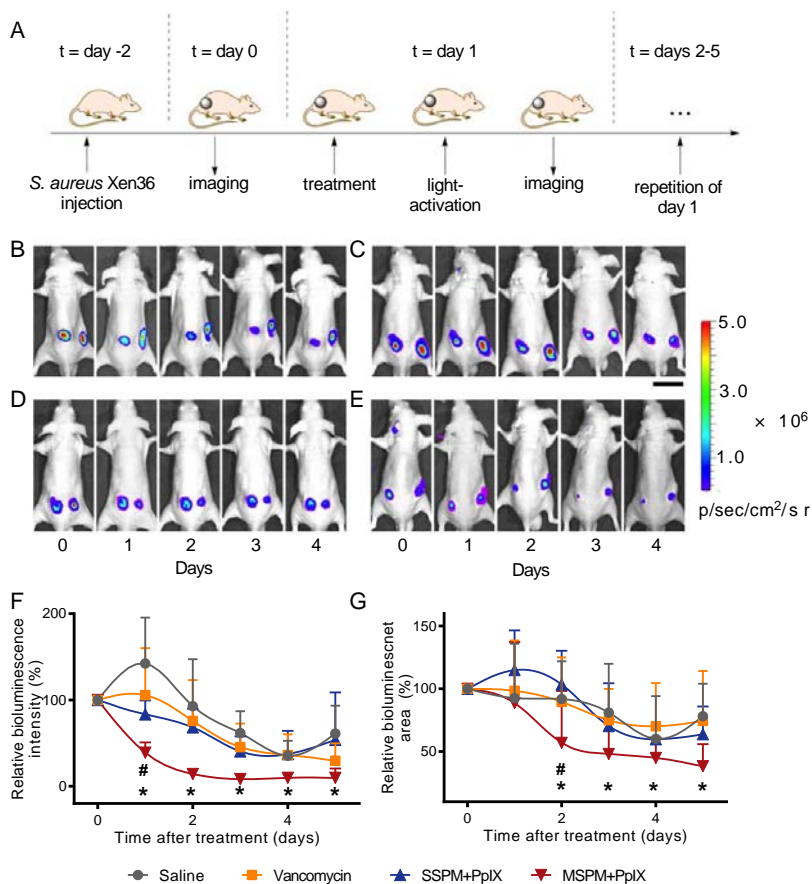 A
t = day -2
t = day 0
t = day 1
t = days 2-5
...
S. aureus Xen36
injection
imaging
treatment
light-
activation
imaging
repetition of
day 1
B
C
D
E
5.0
3.0
1.0
× 10⁶
p/sec/cm²/s r
0 1 2 3 4
Days
0 1 2 3 4
Days
F
Relative bioluminescence
intensity (%)
200
100
0
#
* * * * *
0 2 4
Time after treatment (days)
G
Relative bioluminescnet
area (%)
150
100
50
#
* * * *
0 2 4
Time after treatment (days)
Saline Vancomycin SSPM+PpIX MSPM+PpIX